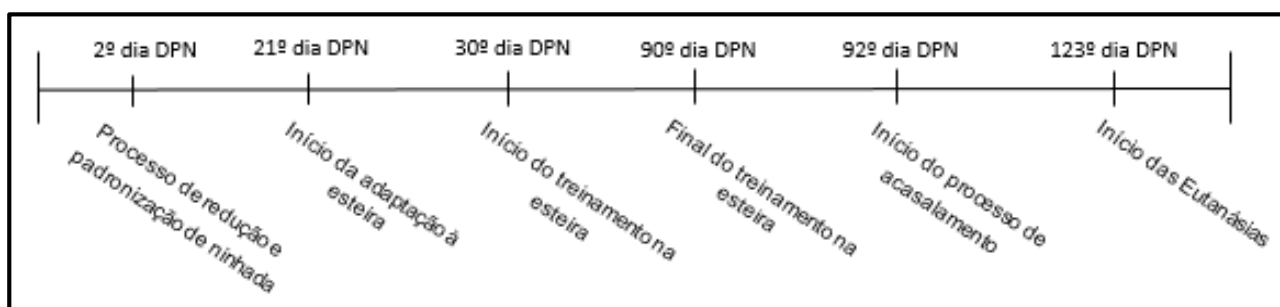 2º dia DPN
21º dia DPN
30º dia DPN
90º dia DPN
92º dia DPN
123º dia DPN
Processo de redução e
padronização de ninhada
Início da adaptação à
esteira
Início do treinamento na
esteira
Final do treinamento na
esteira
Início do processo de
acasalamento
Início das Eutanásias